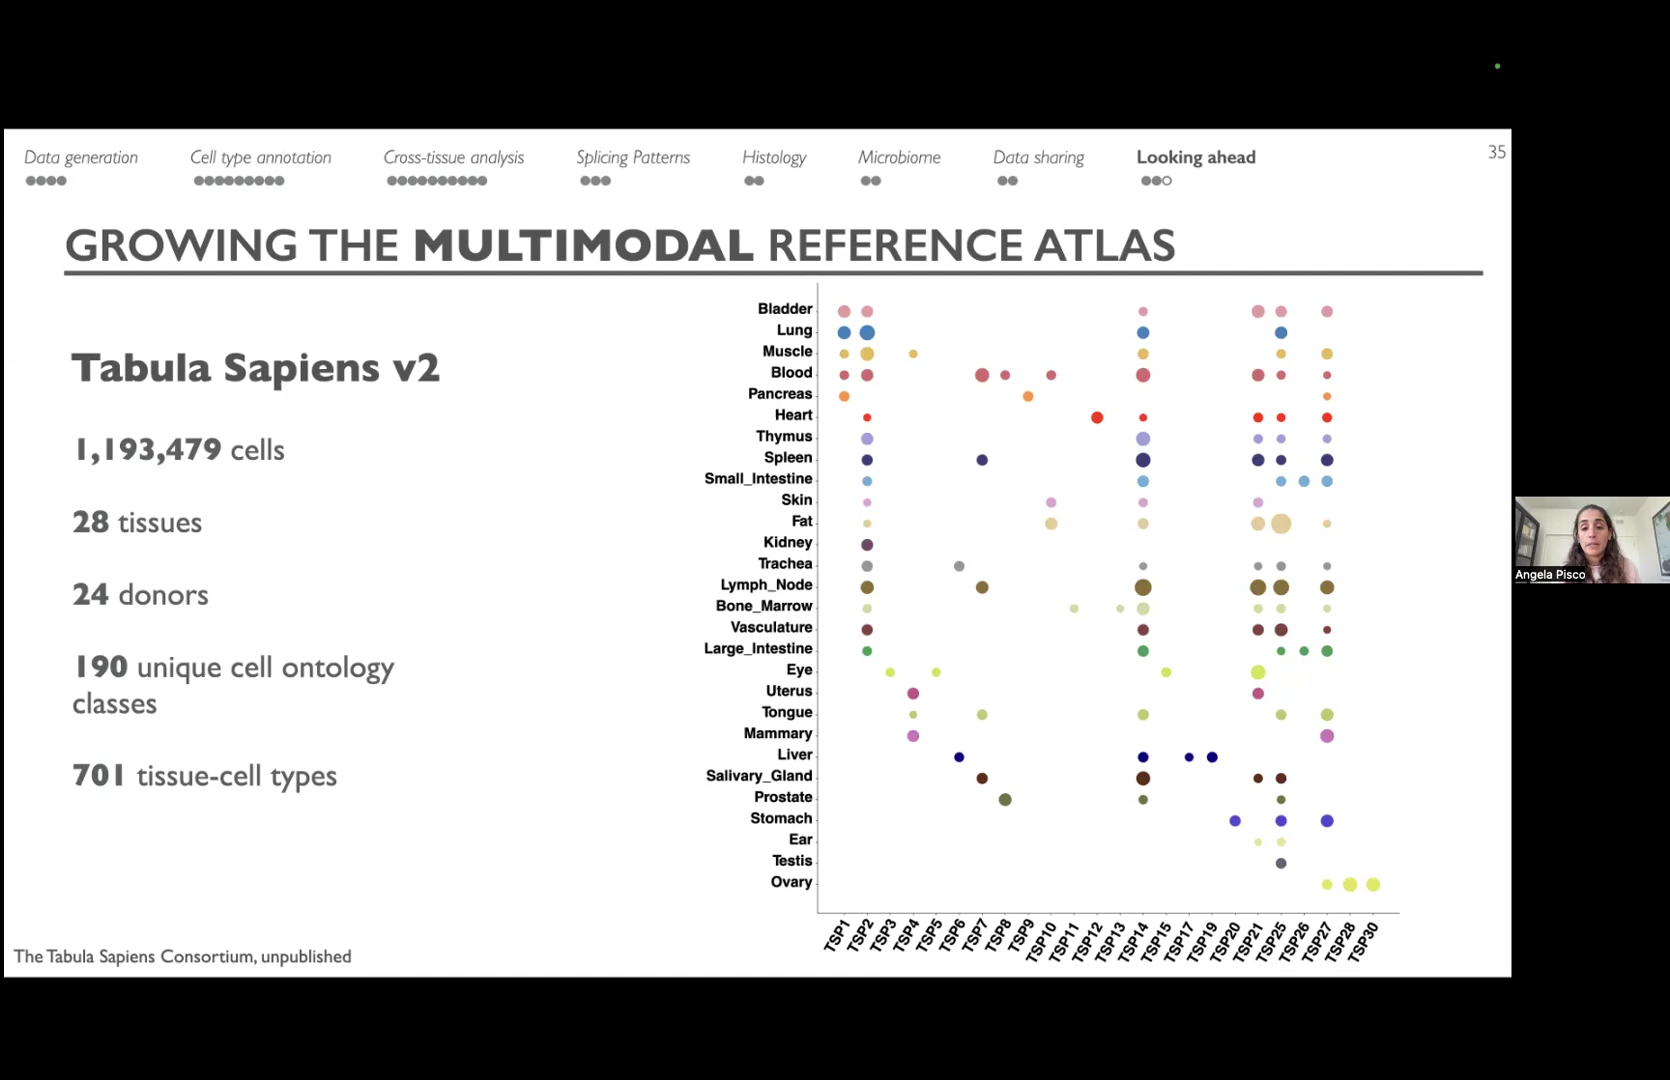 Data generation
Cell type annotation
Cross-tissue analysis
Splicing Patterns
Histology
Microbiome
Data sharing
Looking ahead
35
GROWING THE MULTIMODAL REFERENCE ATLAS
Tabula Sapiens v2
1,193,479 cells
28 tissues
24 donors
190 unique cell ontology
classes
701 tissue-cell types
Bladder
Lung
Muscle
Blood
Pancreas
Heart
Thymus
Spleen
Small_Intestine
Skin
Fat
Kidney
Trachea
Lymph_Node
Bone_Marrow
Vasculature
Large_Intestine
Eye
Uterus
Tongue
Mammary
Liver
Salivary_Gland
Prostate
Stomach
Ear
Testis
Ovary
TSP1
TSP2
TSP3
TSP4
TSP5
TSP6
TSP7
TSP8
TSP9
TSP10
TSP11
TSP12
TSP13
TSP14
TSP15
TSP17
TSP19
TSP20
TSP21
TSP25
TSP26
TSP27
TSP28
TSP30
The Tabula Sapiens Consortium, unpublished
Angela Pisco